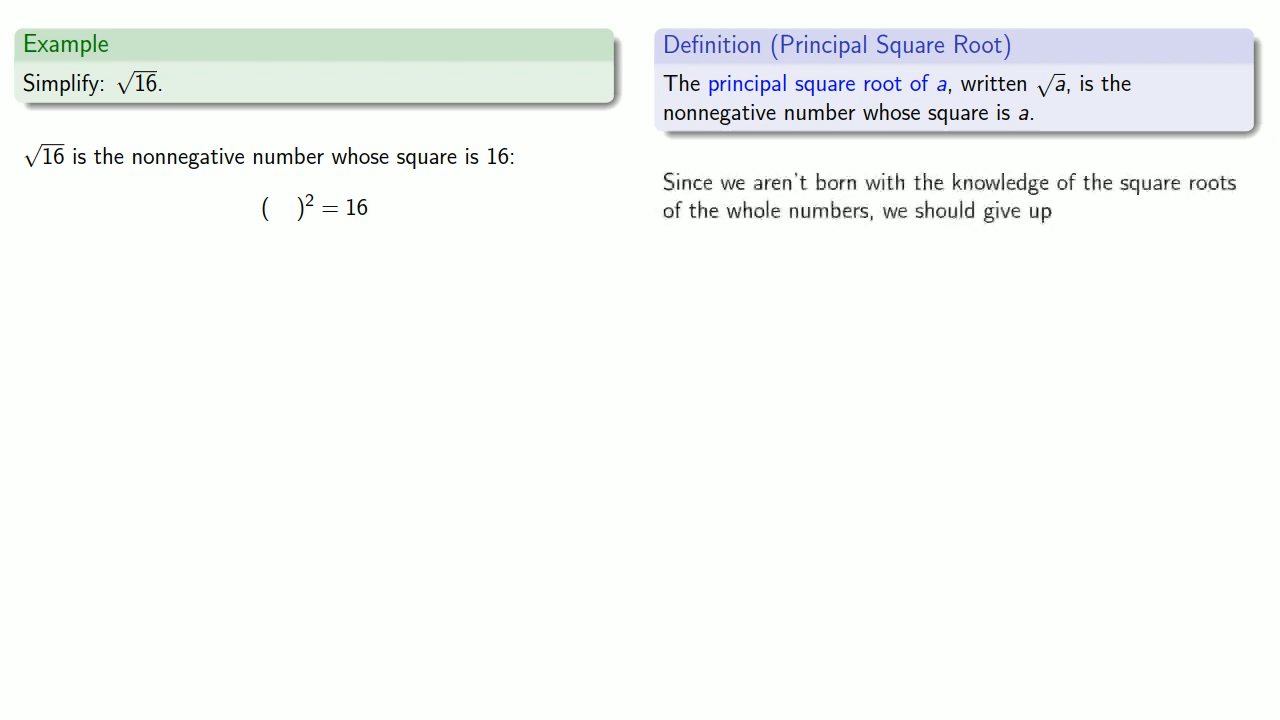 Example
Simplify: √16.
√16 is the nonnegative number whose square is 16:
( )² = 16
Definition (Principal Square Root)
The principal square root of a, written √a, is the
nonnegative number whose square is a.
Since we aren't born with the knowledge of the square roots
of the whole numbers, we should give up